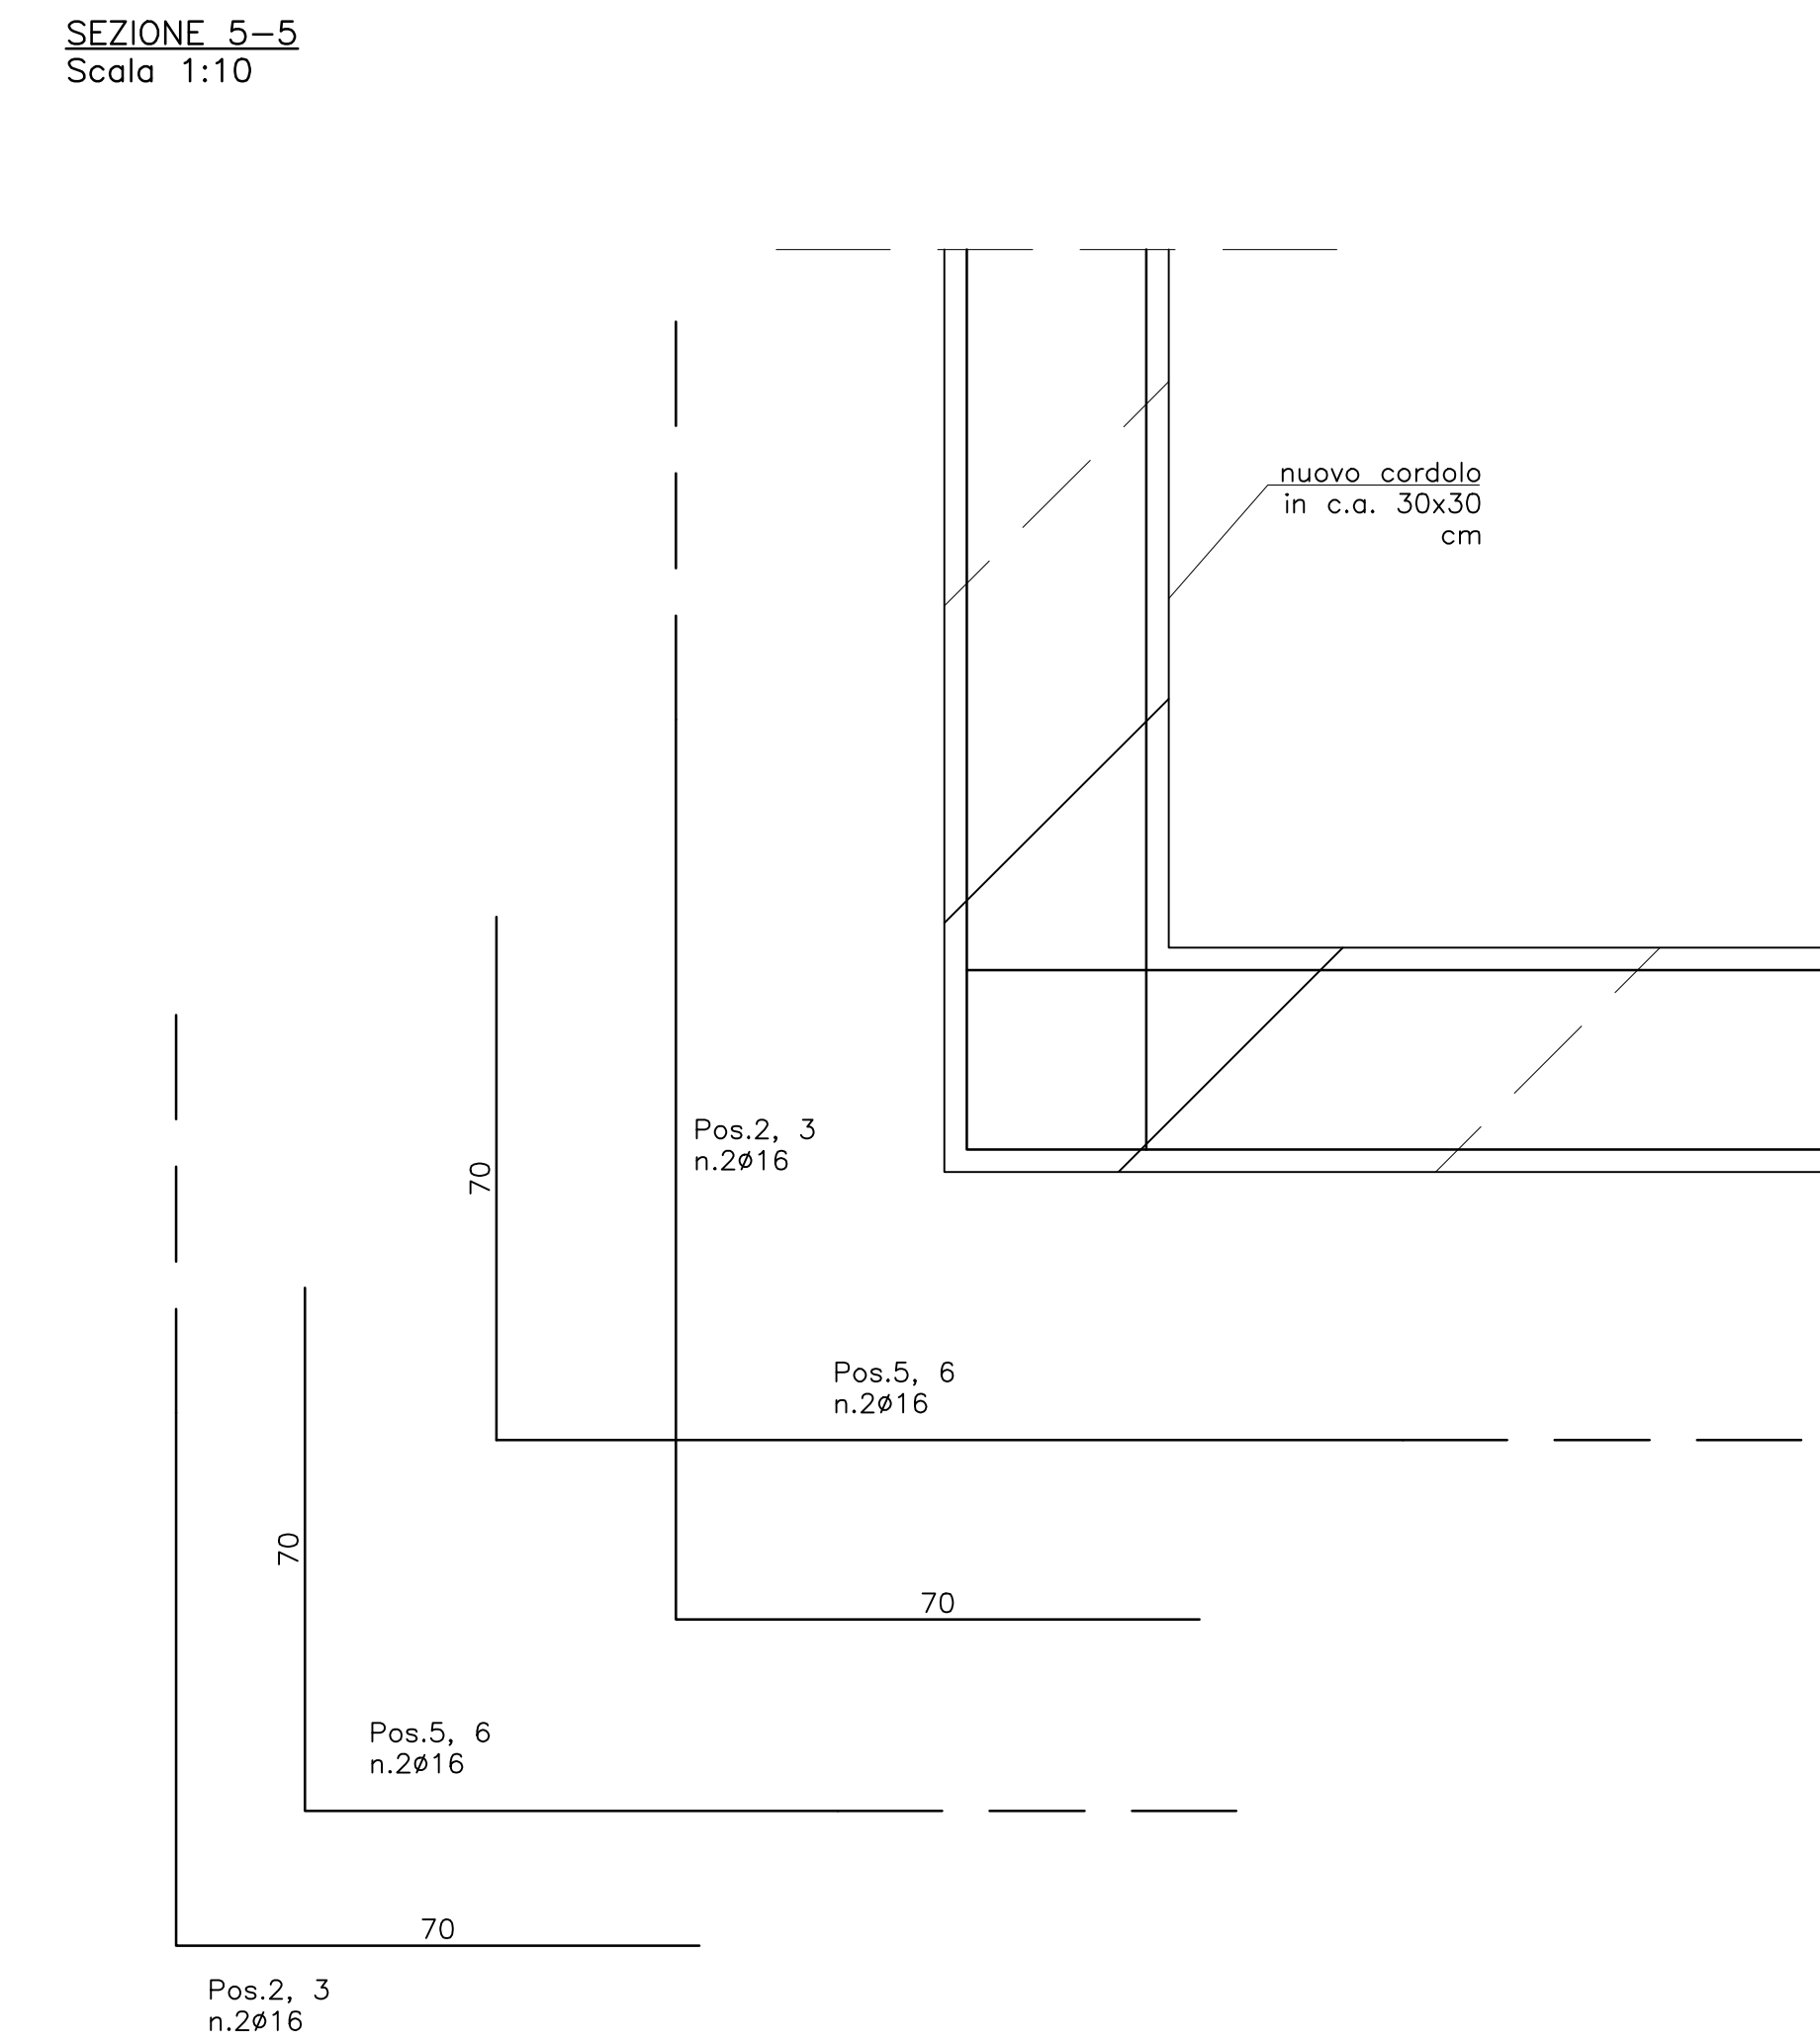 SEZIONE 5-5
Scala 1:10
nuovo cordolo
in c.a. 30x30
cm
Pos.2, 3
n.2ø16
70
Pos.5, 6
n.2ø16
70
70
Pos.5, 6
n.2ø16
70
Pos.2, 3
n.2ø16